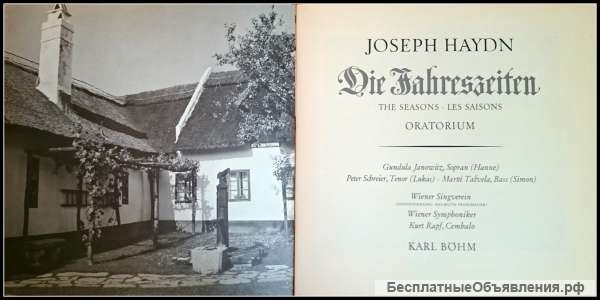 JOSEPH HAYDN
Die Jahreszeiten
THE SEASONS · LES SAISONS
ORATORIUM
Gundula Janowitz, Sopran (Hanne)
Peter Schreier, Tenor (Lukas) · Martti Talvela, Bass (Simon)
Wiener Singverein
Wiener Symphoniker
Kurt Rapf, Cembalo
KARL BÖHM
БесплатныеОбъявления.рф